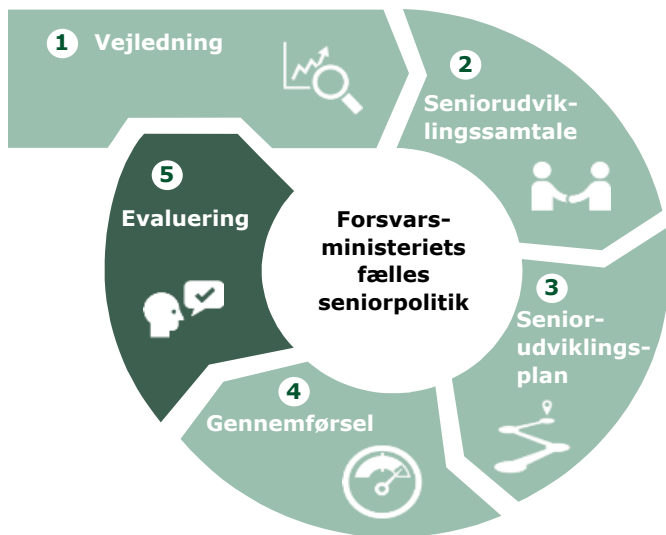 1 Vejledning
2
Seniorudvik-
lingssamtale
3
Senior-
udviklings-
plan
4
Gennemførsel
5
Evaluering
Forsvars-
ministeriets
fælles
seniorpolitik